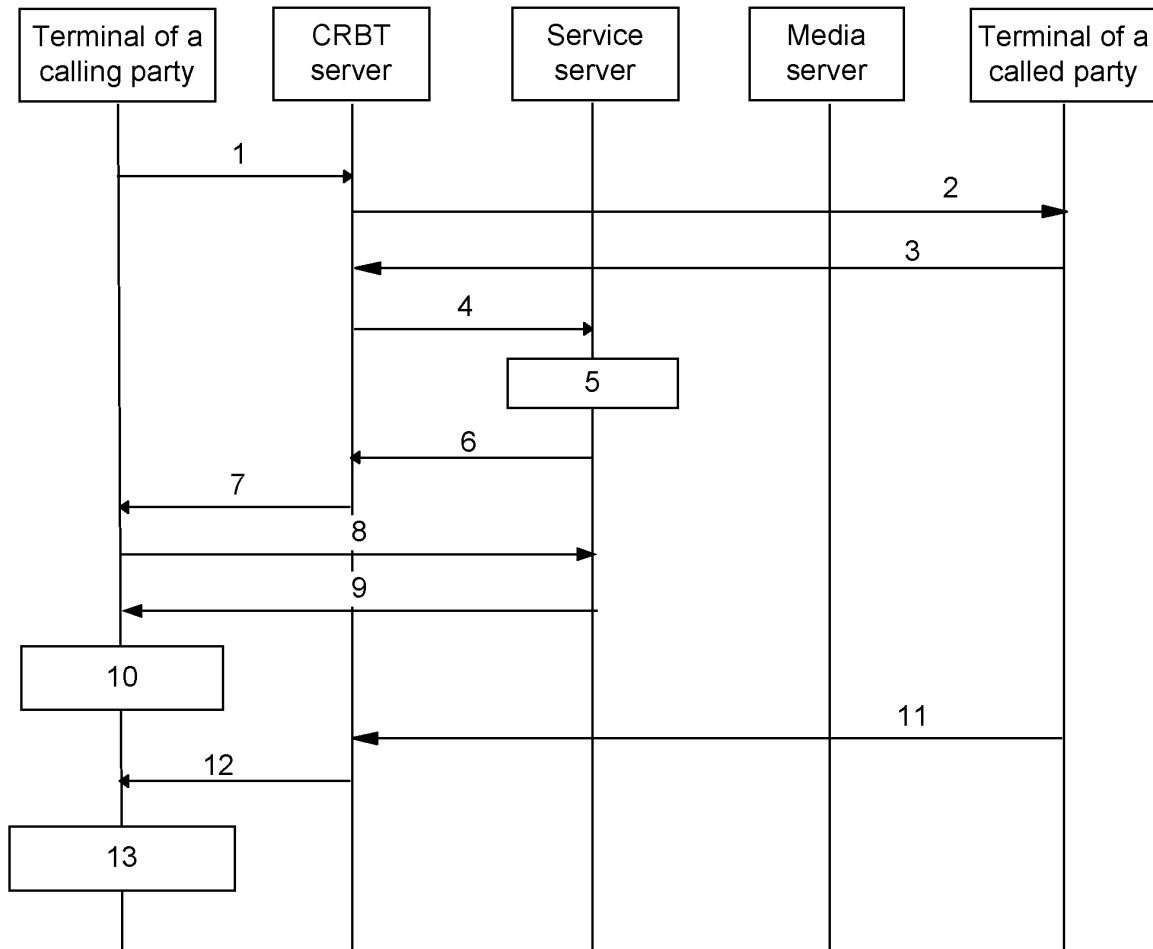 Terminal of a
calling party
CRBT
server
Service
server
Media
server
Terminal of a
called party
1
2
3
4
5
6
7
8
9
10
11
12
13